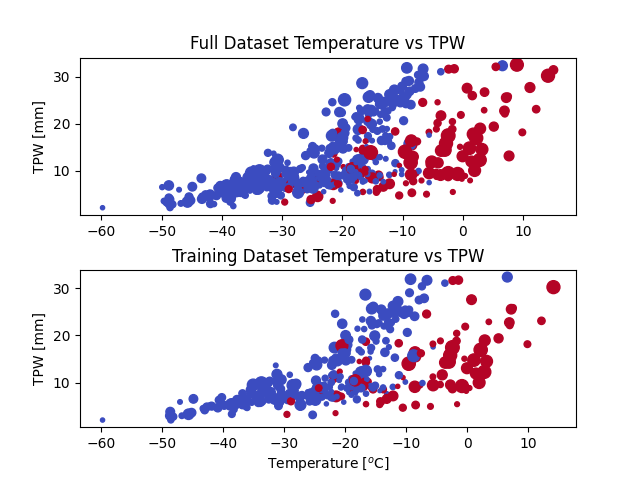 Full Dataset Temperature vs TPW
TPW [mm]
30
20
10
−60 −50 −40 −30 −20 −10 0 10
Training Dataset Temperature vs TPW
TPW [mm]
30
20
10
−60 −50 −40 −30 −20 −10 0 10
Temperature [°C]